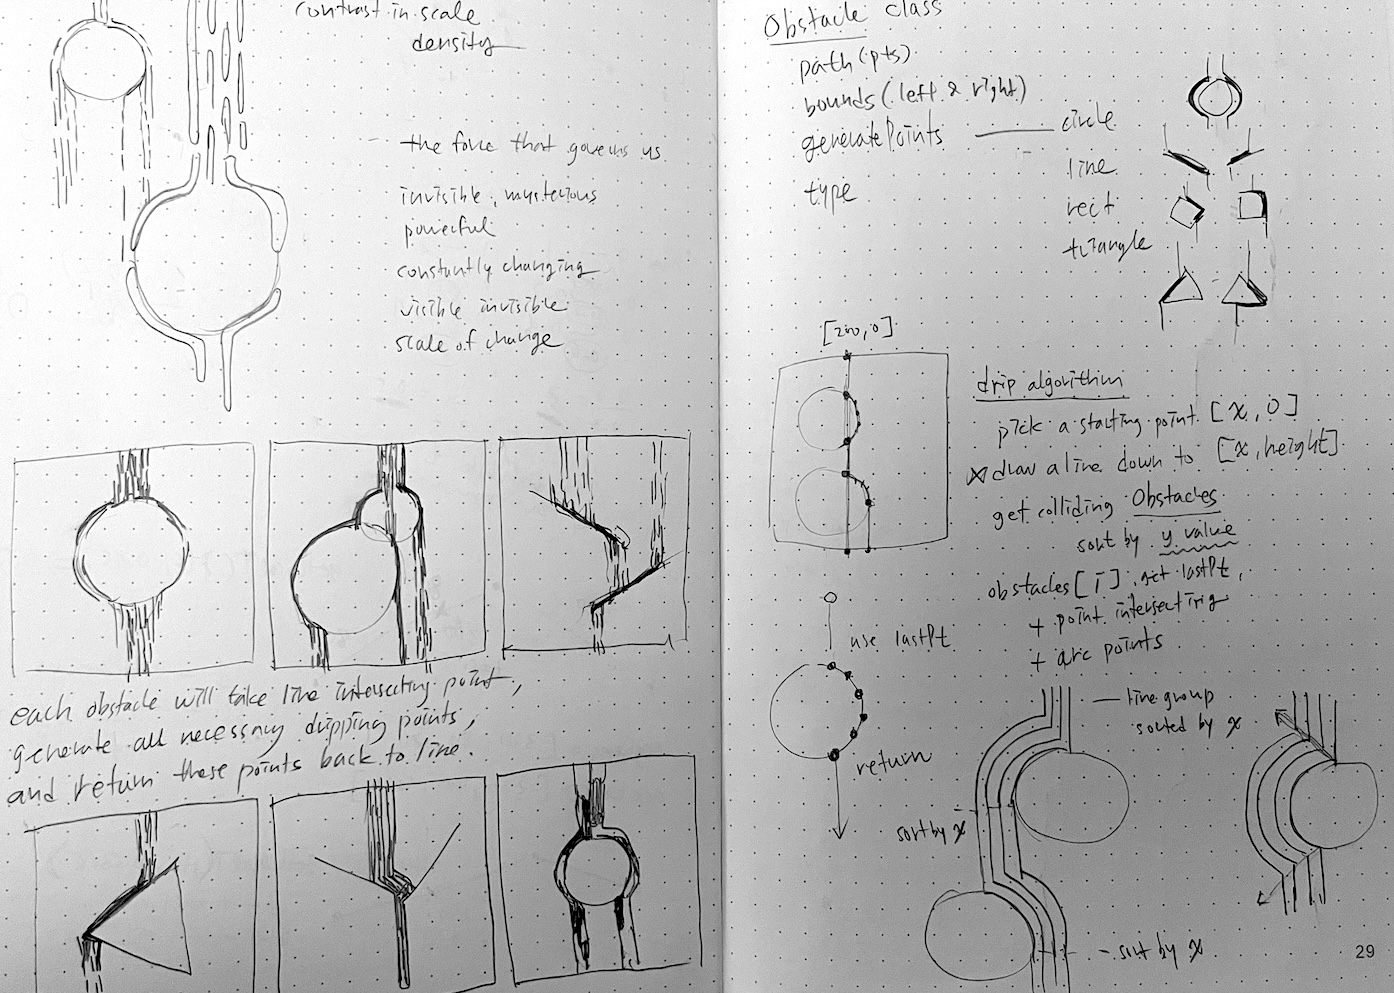 contrast in scale
density
the force that governs us
invisible, mysterious
powerful
constantly changing
visible invisible
scale of change
each obstacle will take line intersecting point,
generate all necessary dripping points,
and return these points back to line.
Obstacle class
path (pts)
bounds (left & right)
generatePoints
type
circle
line
rect
triangle
[200, 0]
drip algorithm
pick a starting point [x, 0]
draw a line down to [x, height]
get colliding Obstacles
sort by y value
obstacles [i] .get lastPt,
+ point intersecting
+ arc points
use lastPt
return
line group
sorted by x
sort by x
sort by x
29